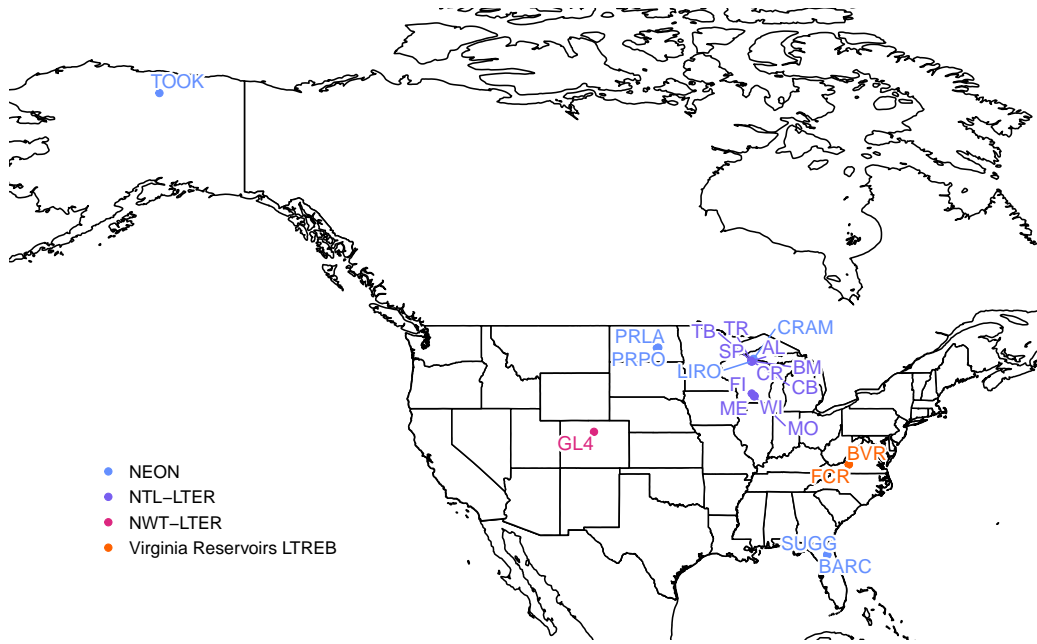 TOOK
PRLA
PRPO
TB
TR
CRAM
SP
AL
LIRO
CR
BM
CB
FI
ME
WI
MO
GL4
BVR
FCR
SUGG
BARC
NEON
NTL−LTER
NWT−LTER
Virginia Reservoirs LTREB